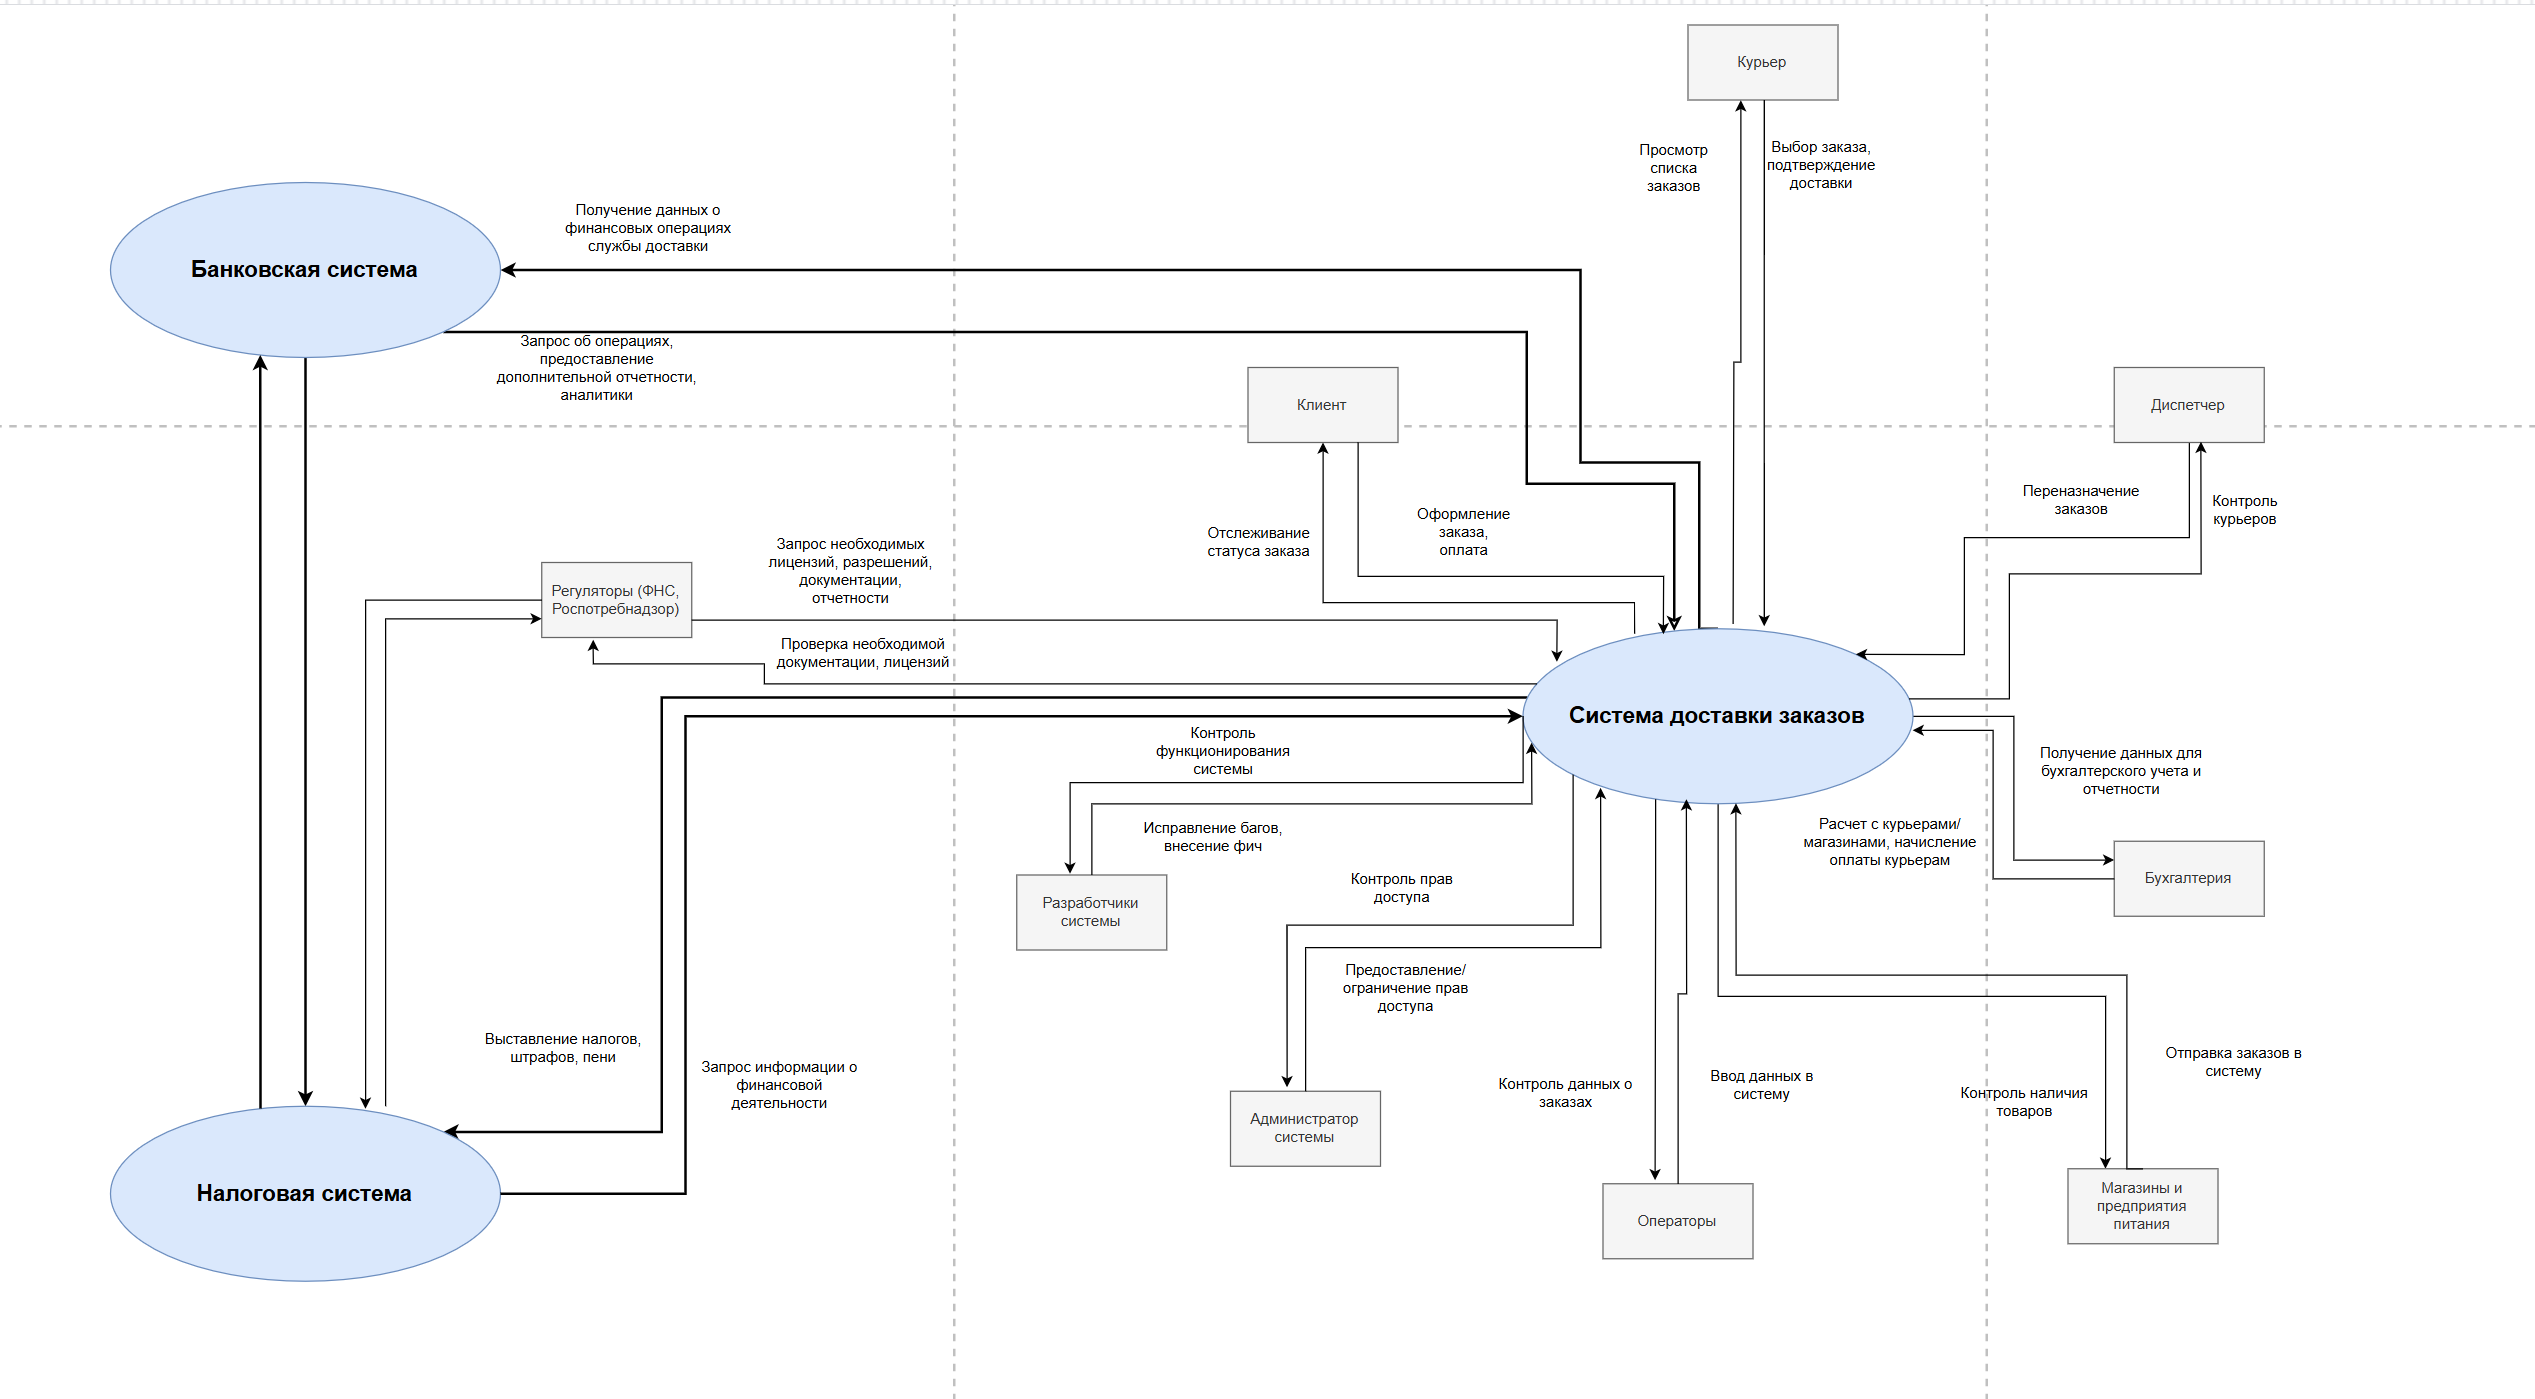 Курьер
Просмотр
списка
заказов
Выбор заказа,
подтверждение
доставки
Получение данных о
финансовых операциях
службы доставки
Банковская система
Запрос об операциях,
предоставление
дополнительной отчетности,
аналитики
Клиент
Диспетчер
Переназначение
заказов
Контроль
курьеров
Отслеживание
статуса заказа
Оформление
заказа,
оплата
Запрос необходимых
лицензий, разрешений,
документации,
отчетности
Регуляторы (ФНС,
Роспотребнадзор)
Проверка необходимой
документации, лицензий
Система доставки заказов
Контроль
функционирования
системы
Получение данных для
бухгалтерского учета и
отчетности
Исправление багов,
внесение фич
Расчет с курьерами/
магазинами, начисление
оплаты курьерам
Бухгалтерия
Разработчики
системы
Контроль прав
доступа
Предоставление/
ограничение прав
доступа
Выставление налогов,
штрафов, пени
Запрос информации о
финансовой
деятельности
Контроль данных о
заказах
Ввод данных в
систему
Контроль наличия
товаров
Отправка заказов в
систему
Администратор
системы
Налоговая система
Операторы
Магазины и
предприятия
питания